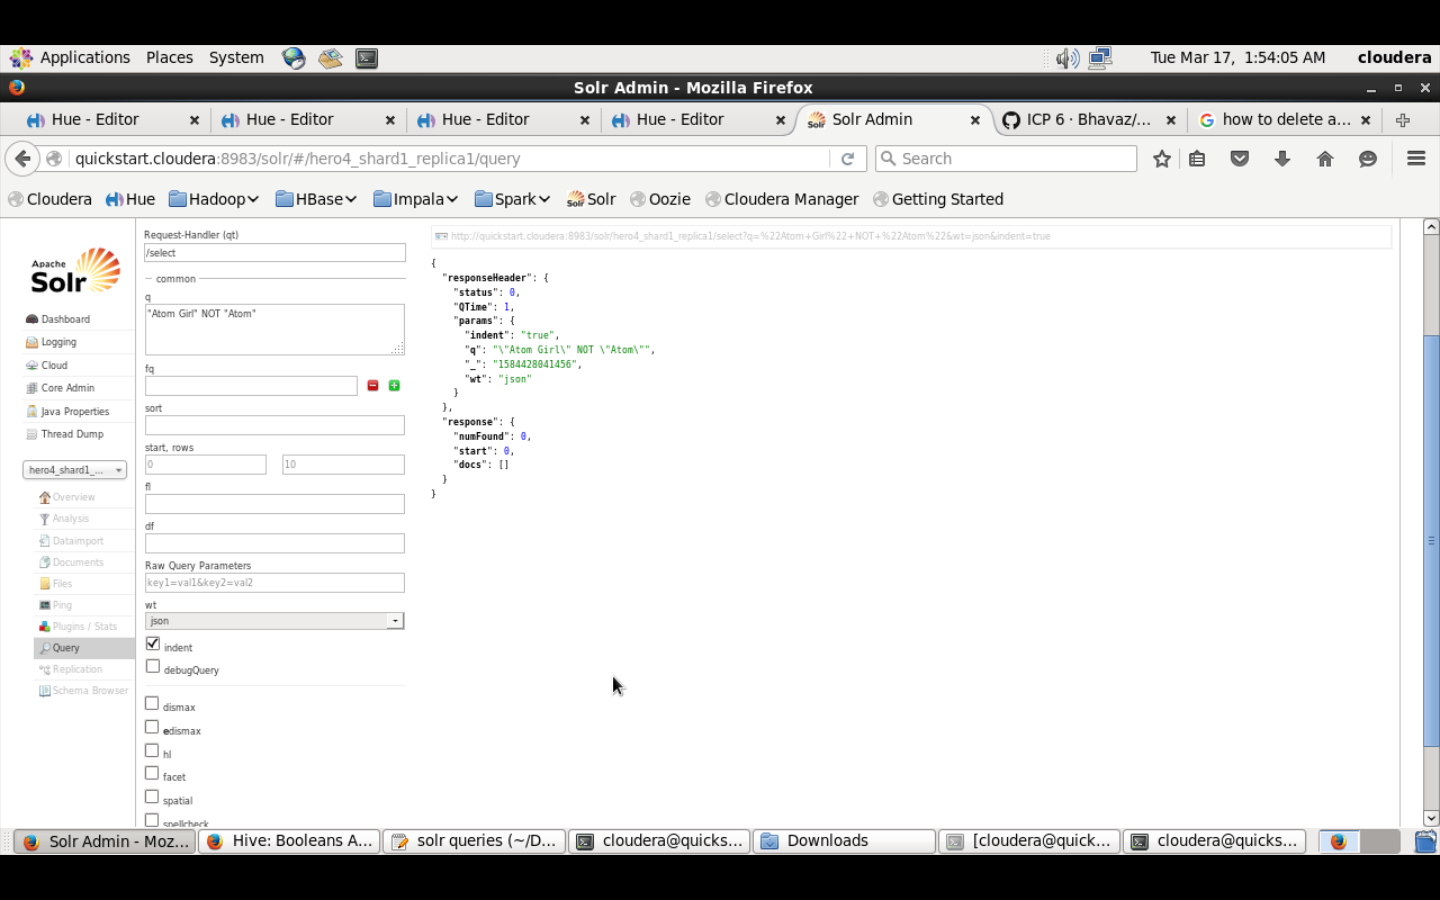 Applications Places System Tue Mar 17, 1:54:05 AM cloudera
Solr Admin - Mozilla Firefox
Hue - Editor Hue - Editor Hue - Editor Hue - Editor Solr Admin ICP 6 · Bhavaz/... how to delete a...
quickstart.cloudera:8983/solr/#/hero4_shard1_replica1/query Search
Cloudera Hue Hadoop HBase Impala Spark Solr Oozie Cloudera Manager Getting Started
Apache
Solr
Dashboard
Logging
Cloud
Core Admin
Java Properties
Thread Dump
hero4_shard1_...
Overview
Analysis
Dataimport
Documents
Files
Ping
Plugins / Stats
Query
Replication
Schema Browser
Request-Handler (qt)
/select
common
q
"Atom Girl" NOT "Atom"
fq
sort
start, rows
0 10
fl
df
Raw Query Parameters
key1=val1&key2=val2
wt
json
indent
debugQuery
dismax
edismax
hl
facet
spatial
spellcheck
http://quickstart.cloudera:8983/solr/hero4_shard1_replica1/select?q=%22Atom+Girl%22+NOT+%22Atom%22&wt=json&indent=true
{
"responseHeader": {
"status": 0,
"QTime": 1,
"params": {
"indent": "true",
"q": "\"Atom Girl\" NOT \"Atom\"",
"_": "1584428041456",
"wt": "json"
}
},
"response": {
"numFound": 0,
"start": 0,
"docs": []
}
}
Solr Admin - Moz... Hive: Booleans A... solr queries (~/D... cloudera@quicks... Downloads [cloudera@quick... cloudera@quicks...